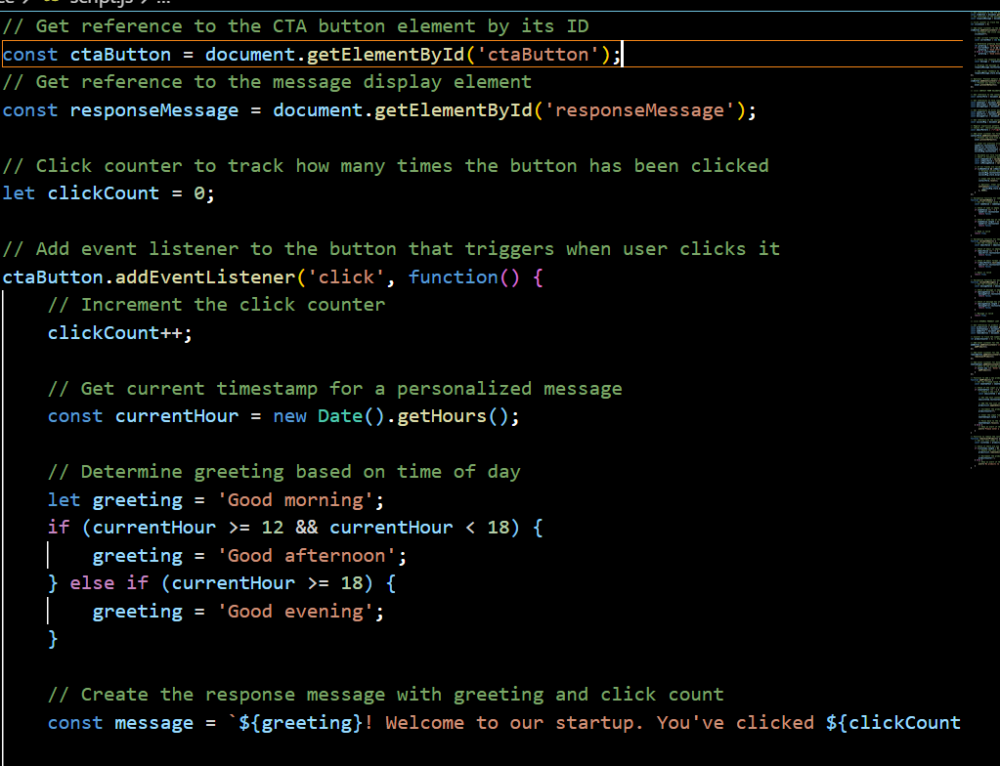 // Get reference to the CTA button element by its ID
const ctaButton = document.getElementById('ctaButton');
// Get reference to the message display element
const responseMessage = document.getElementById('responseMessage');

// Click counter to track how many times the button has been clicked
let clickCount = 0;

// Add event listener to the button that triggers when user clicks it
ctaButton.addEventListener('click', function() {
    // Increment the click counter
    clickCount++;

    // Get current timestamp for a personalized message
    const currentHour = new Date().getHours();

    // Determine greeting based on time of day
    let greeting = 'Good morning';
    if (currentHour >= 12 && currentHour < 18) {
        greeting = 'Good afternoon';
    } else if (currentHour >= 18) {
        greeting = 'Good evening';
    }

    // Create the response message with greeting and click count
    const message = `${greeting}! Welcome to our startup. You've clicked ${clickCount